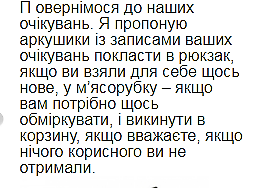 П овернімося до наших
очікувань. Я пропоную
аркушики із записами ваших
очікувань покласти в рюкзак,
якщо ви взяли для себе щось
нове, у м’ясорубку – якщо
вам потрібно щось
обміркувати, і викинути в
корзину, якщо вважаєте, якщо
нічого корисного ви не
отримали.